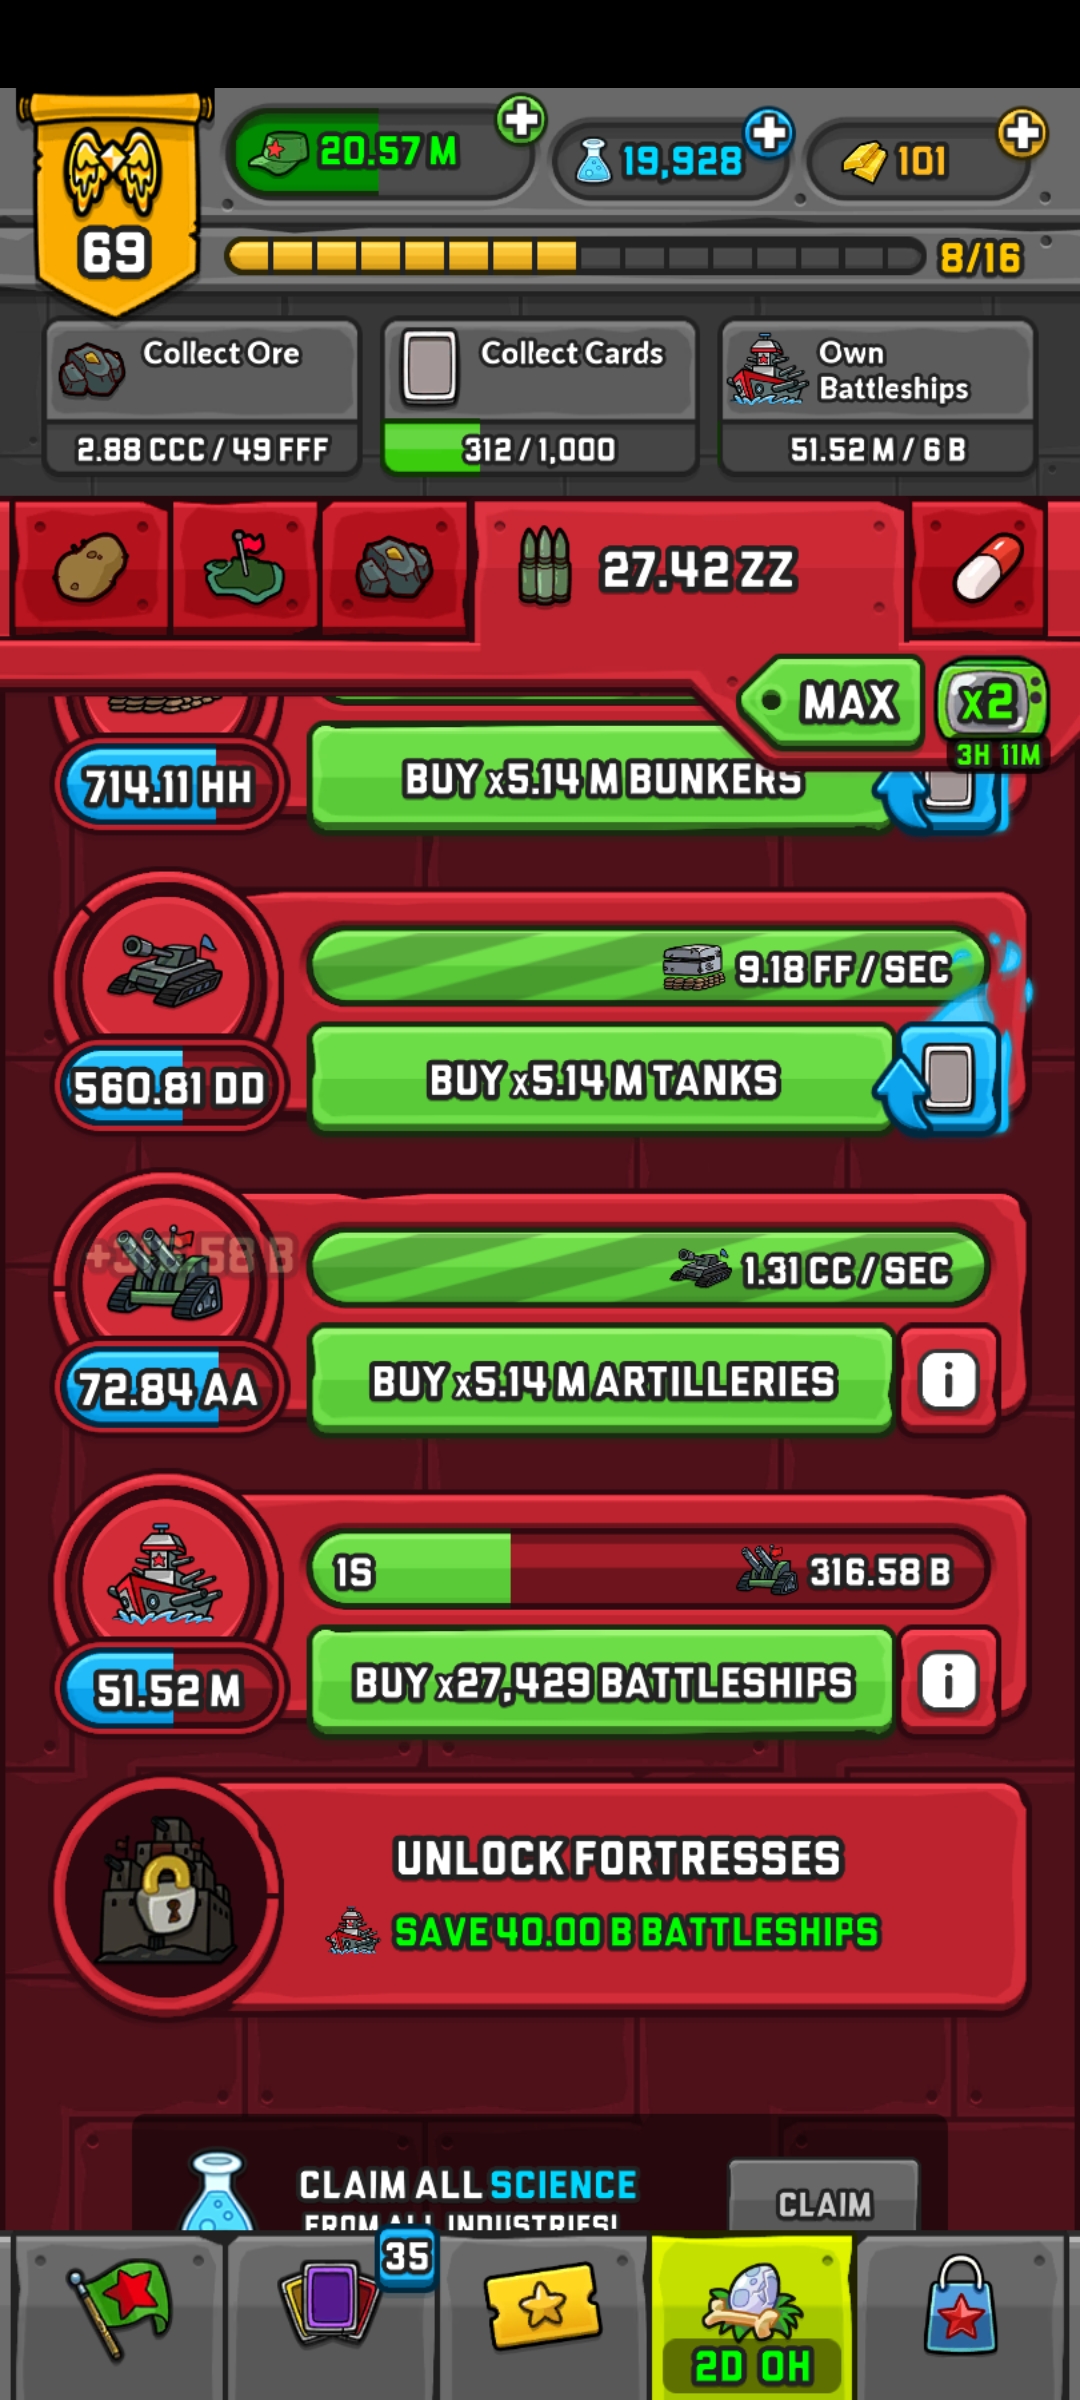 69
20.57 M
19,928
101
8/16
Collect Ore
2.88 CCC / 49 FFF
Collect Cards
312 / 1,000
Own
Battleships
51.52 M / 6 B
27.42 ZZ
MAX
x2
3H 11M
714.11 HH
BUY x5.14 M BUNKERS
9.18 FF / SEC
560.81 DD
BUY x5.14 M TANKS
1.31 CC / SEC
72.84 AA
BUY x5.14 M ARTILLERIES
i
1S
316.58 B
51.52 M
BUY x27,429 BATTLESHIPS
i
UNLOCK FORTRESSES
SAVE 40.00 B BATTLESHIPS
CLAIM ALL SCIENCE
FROM ALL INDUSTRIES!
CLAIM
35
2D 0H